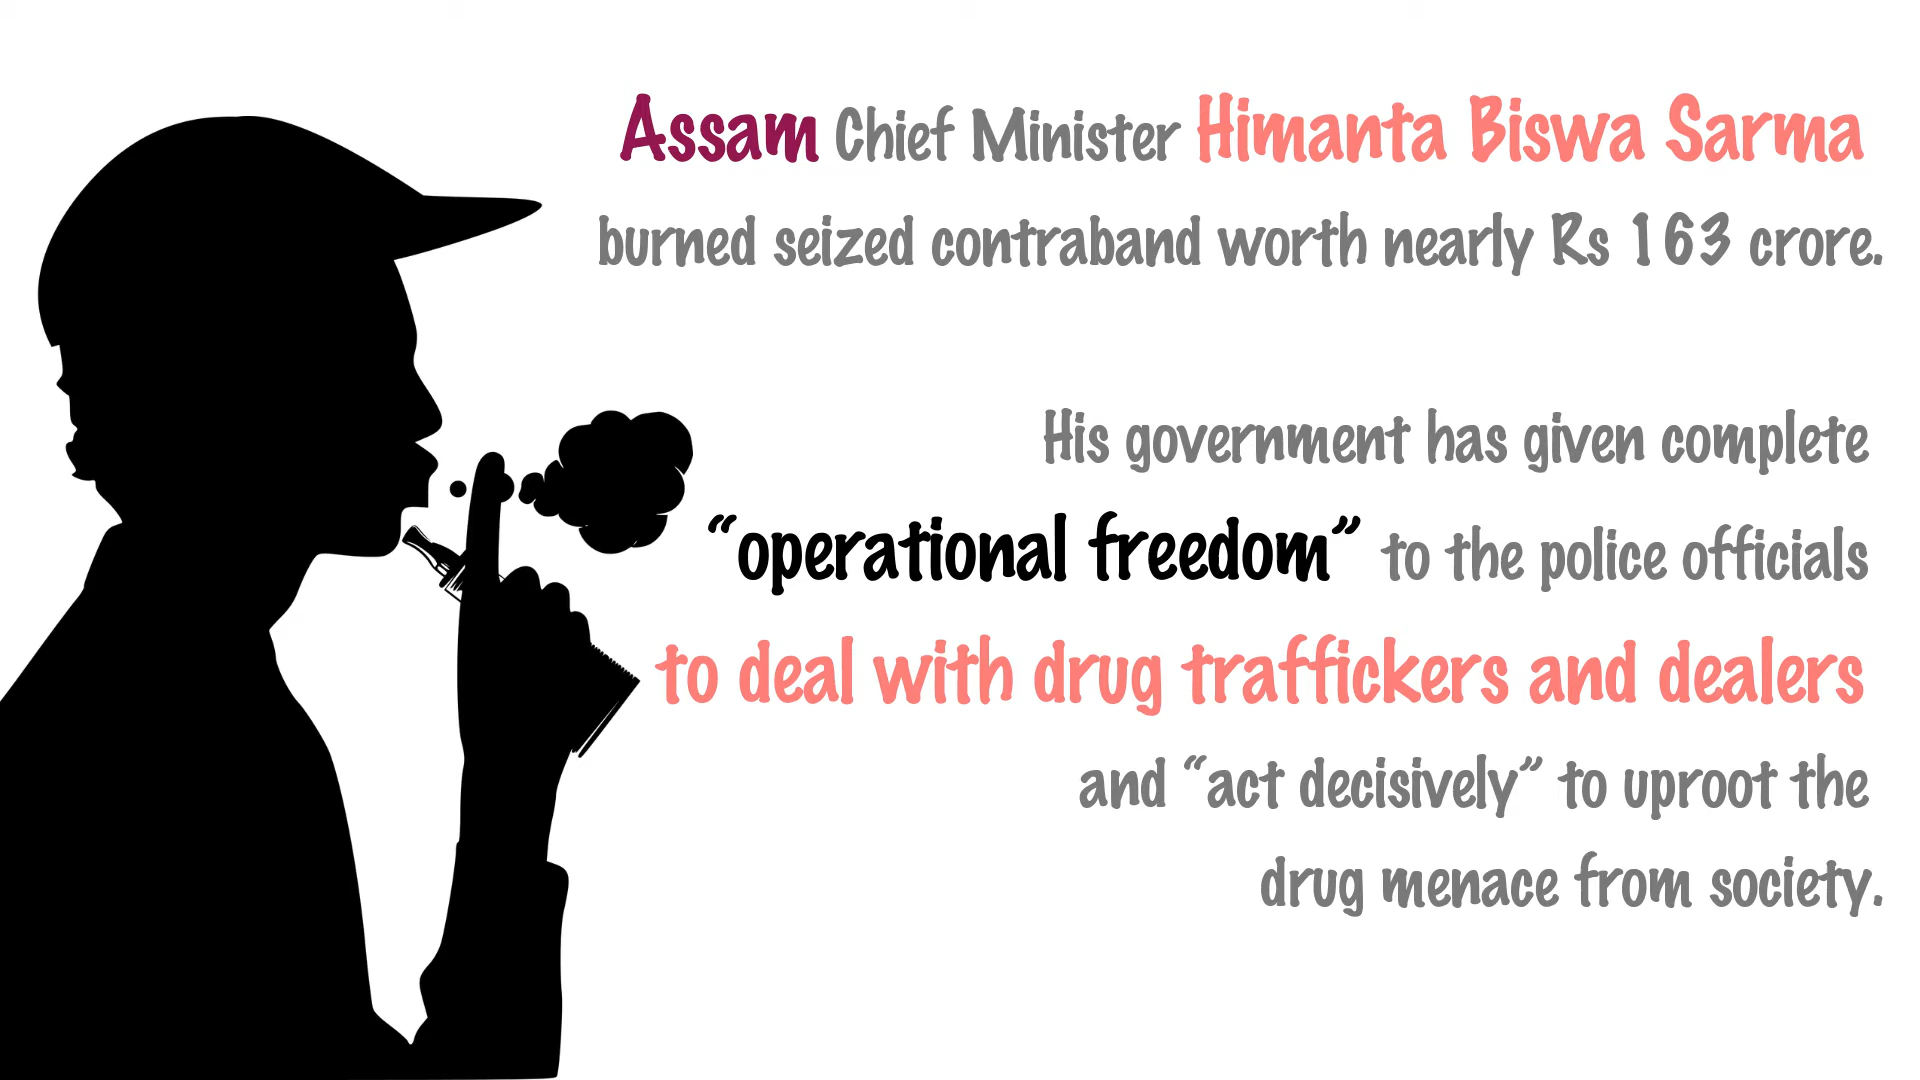 Assam Chief Minister Himanta Biswa Sarma
burned seized contraband worth nearly Rs 163 crore.
His government has given complete
“operational freedom” to the police officials
to deal with drug traffickers and dealers
and “act decisively” to uproot the
drug menace from society.